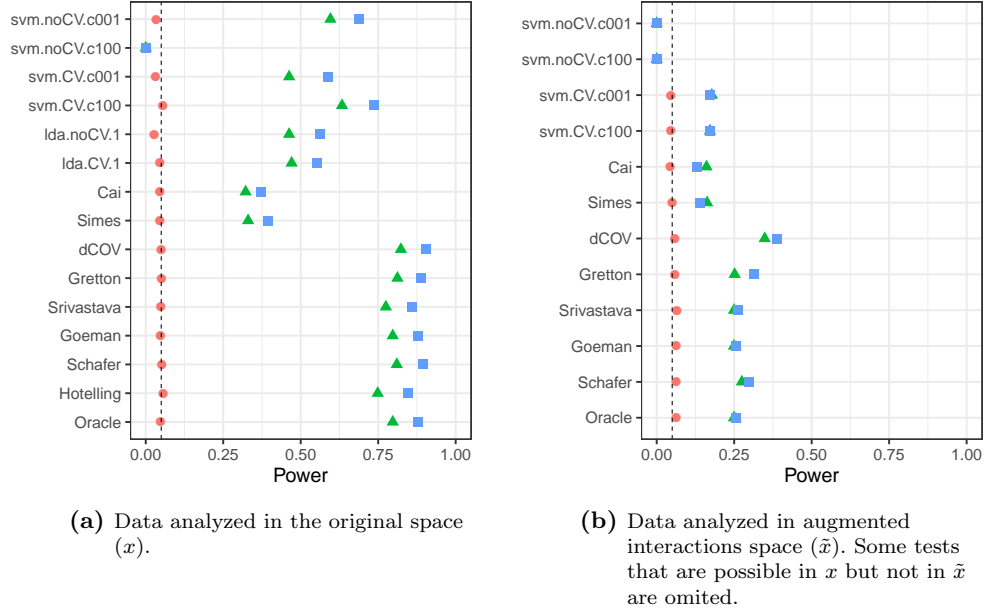 svm.noCV.c001
svm.noCV.c100
svm.CV.c001
svm.CV.c100
lda.noCV.1
lda.CV.1
Cai
Simes
dCOV
Gretton
Srivastava
Goeman
Schafer
Hotelling
Oracle
0.00 0.25 0.50 0.75 1.00
Power
(a) Data analyzed in the original space
(x).
svm.noCV.c001
svm.noCV.c100
svm.CV.c001
svm.CV.c100
Cai
Simes
dCOV
Gretton
Srivastava
Goeman
Schafer
Oracle
0.00 0.25 0.50 0.75 1.00
Power
(b) Data analyzed in augmented
interactions space (x̃). Some tests
that are possible in x but not in x̃
are omited.